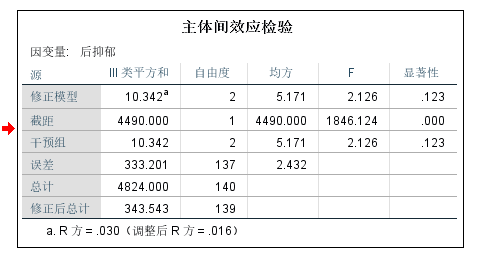 主体间效应检验
因变量: 后抑郁
源 III 类平方和 自由度 均方 F 显著性
修正模型 10.342a 2 5.171 2.126 .123
截距 4490.000 1 4490.000 1846.124 .000
干预组 10.342 2 5.171 2.126 .123
误差 333.201 137 2.432
总计 4824.000 140
修正后总计 343.543 139
a. R 方 = .030（调整后 R 方 = .016）